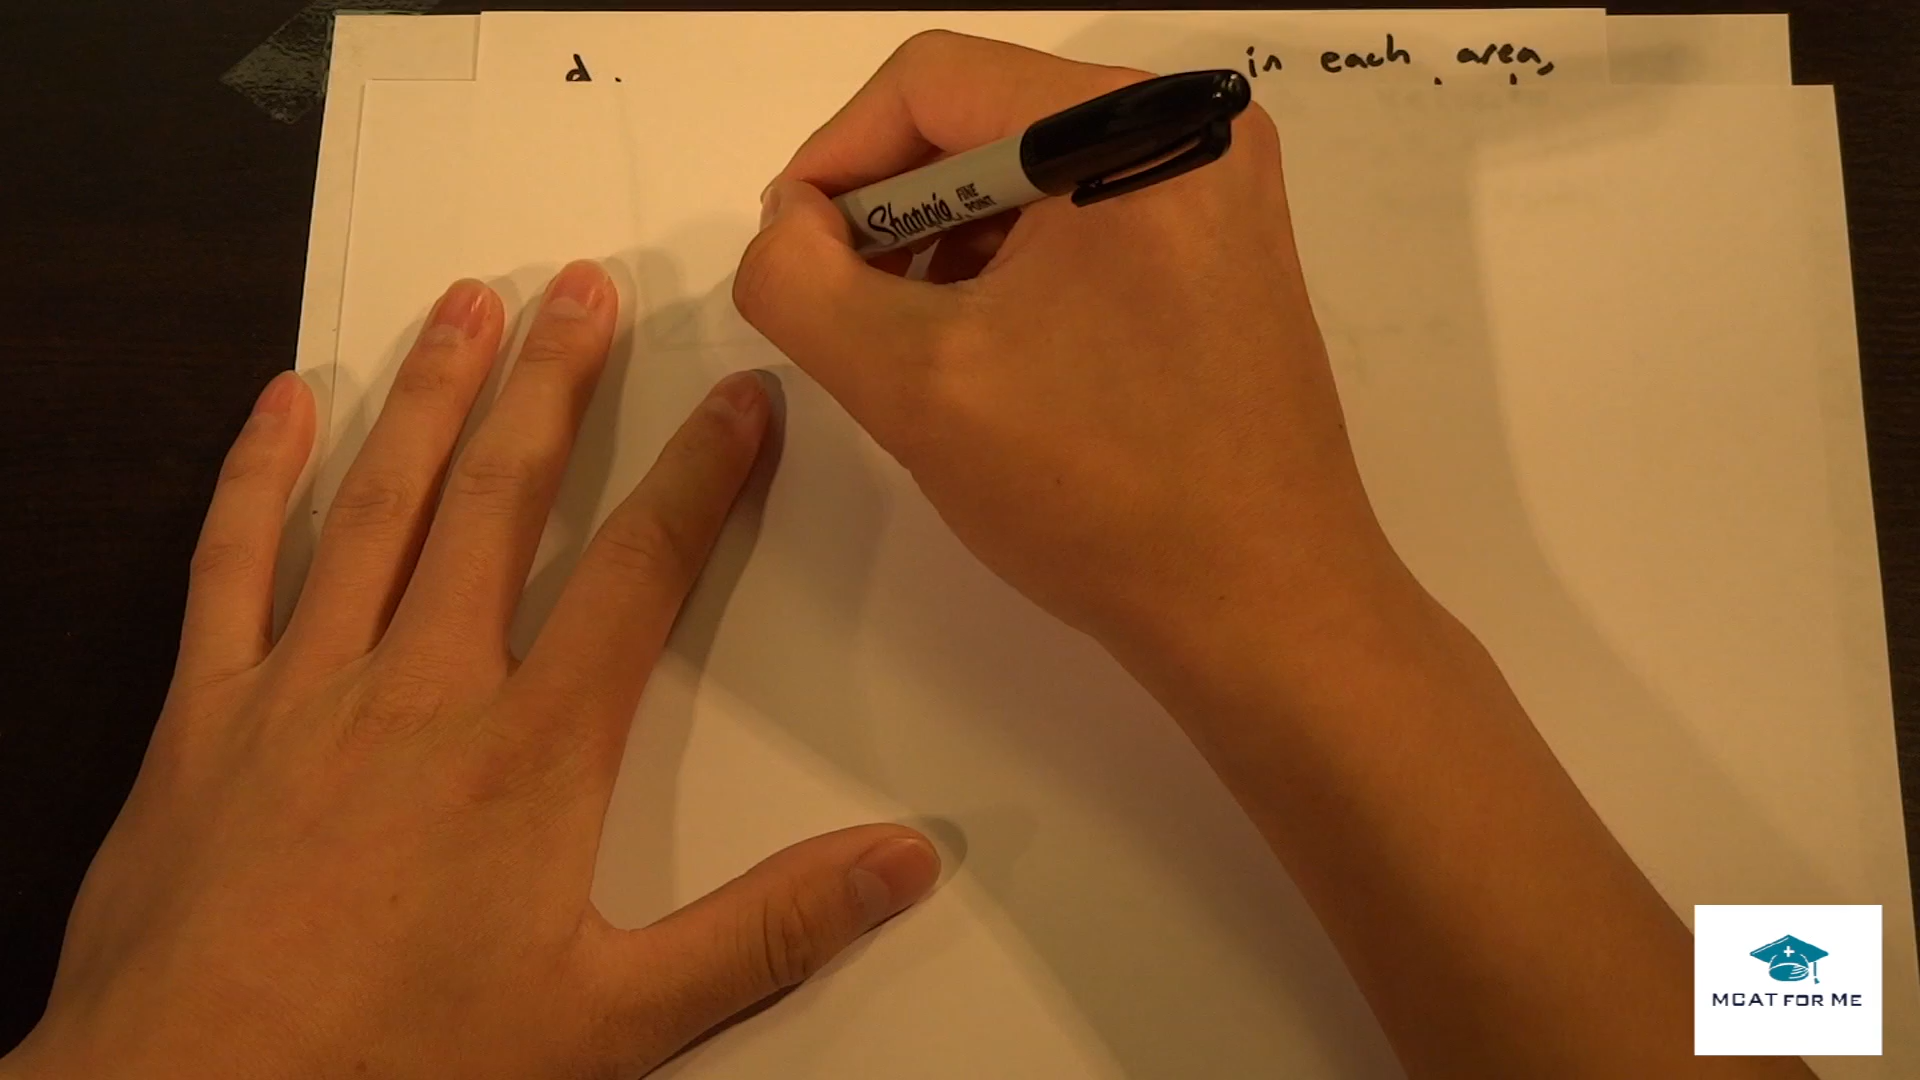 in each area,
d
Sharpie FINE
POINT
MCAT FOR ME